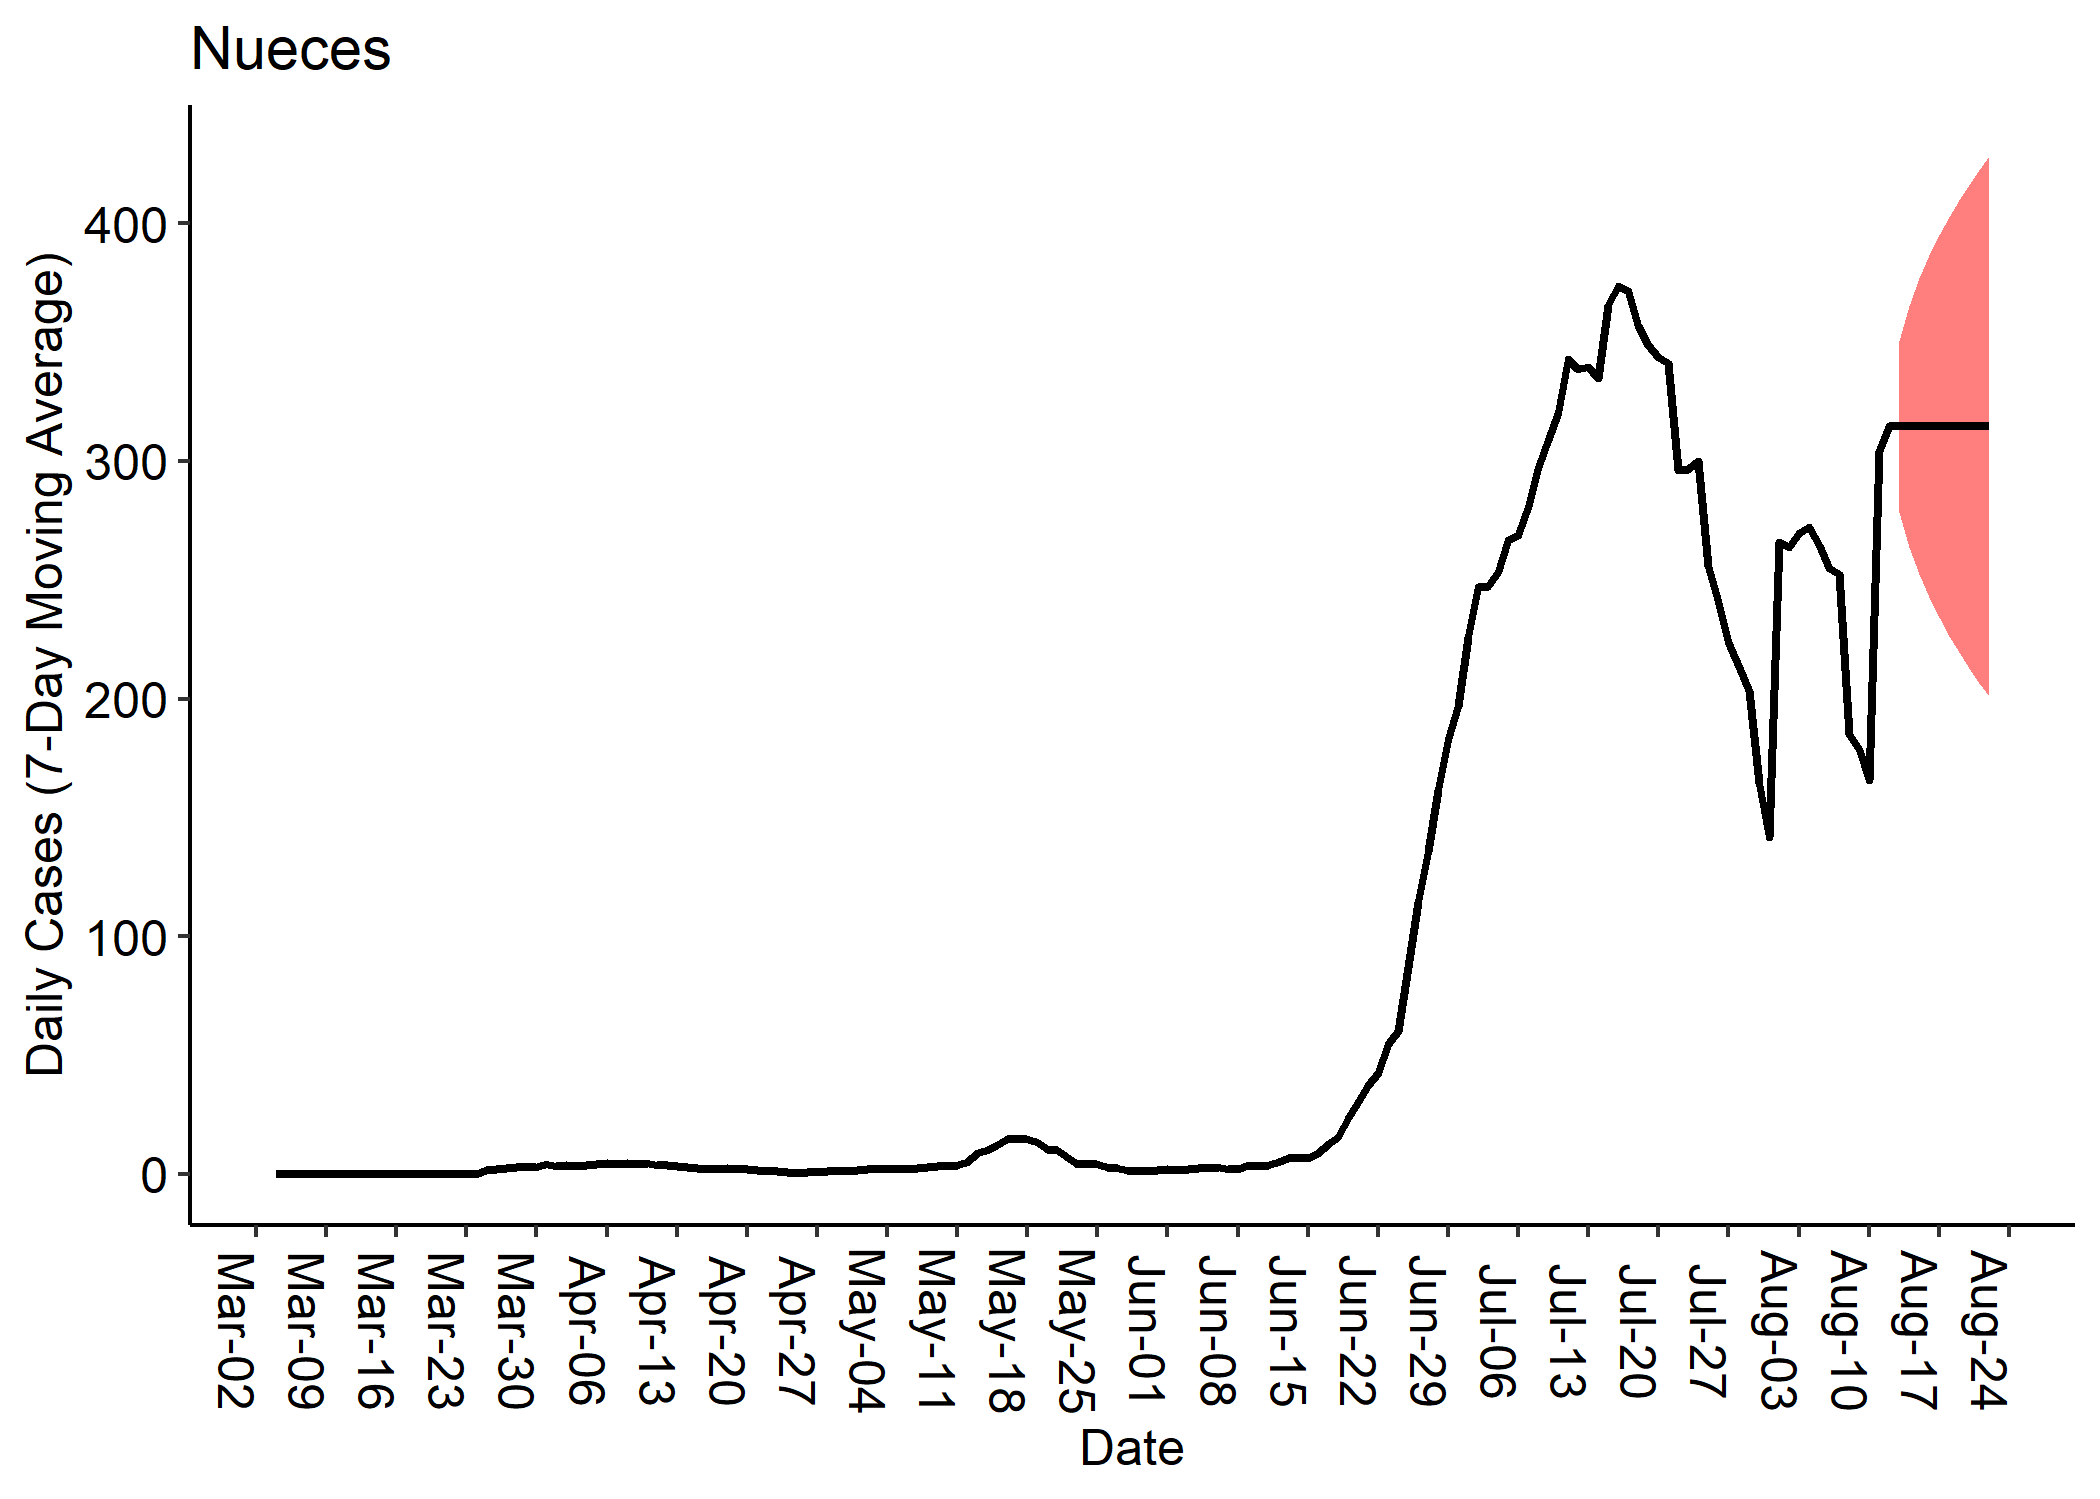 Nueces
Daily Cases (7-Day Moving Average)
400
300
200
100
0
Mar-02
Mar-09
Mar-16
Mar-23
Mar-30
Apr-06
Apr-13
Apr-20
Apr-27
May-04
May-11
May-18
May-25
Jun-01
Jun-08
Jun-15
Jun-22
Jun-29
Jul-06
Jul-13
Jul-20
Jul-27
Aug-03
Aug-10
Aug-17
Aug-24
Date